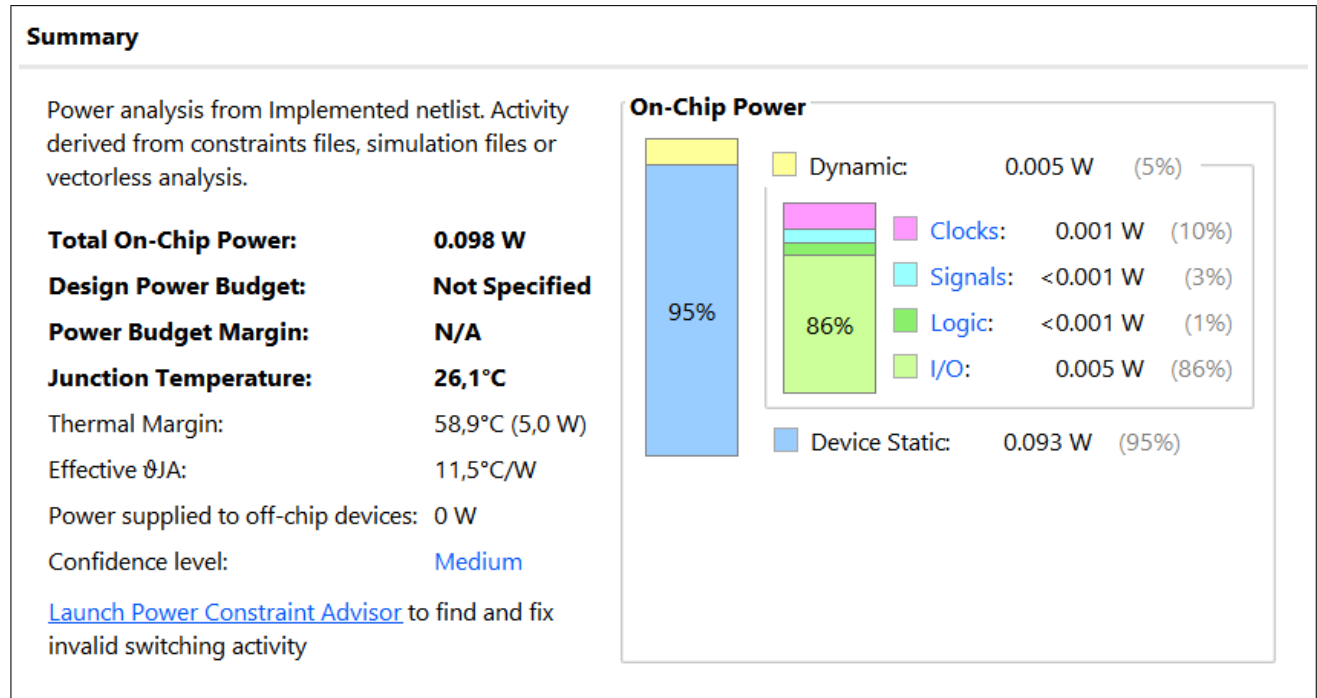 Summary
Power analysis from Implemented netlist. Activity
derived from constraints files, simulation files or
vectorless analysis.
Total On-Chip Power: 0.098 W
Design Power Budget: Not Specified
Power Budget Margin: N/A
Junction Temperature: 26,1°C
Thermal Margin: 58,9°C (5,0 W)
Effective ϑJA: 11,5°C/W
Power supplied to off-chip devices: 0 W
Confidence level: Medium
Launch Power Constraint Advisor to find and fix
invalid switching activity
On-Chip Power
95%
Dynamic: 0.005 W (5%)
86%
Clocks: 0.001 W (10%)
Signals: <0.001 W (3%)
Logic: <0.001 W (1%)
I/O: 0.005 W (86%)
Device Static: 0.093 W (95%)